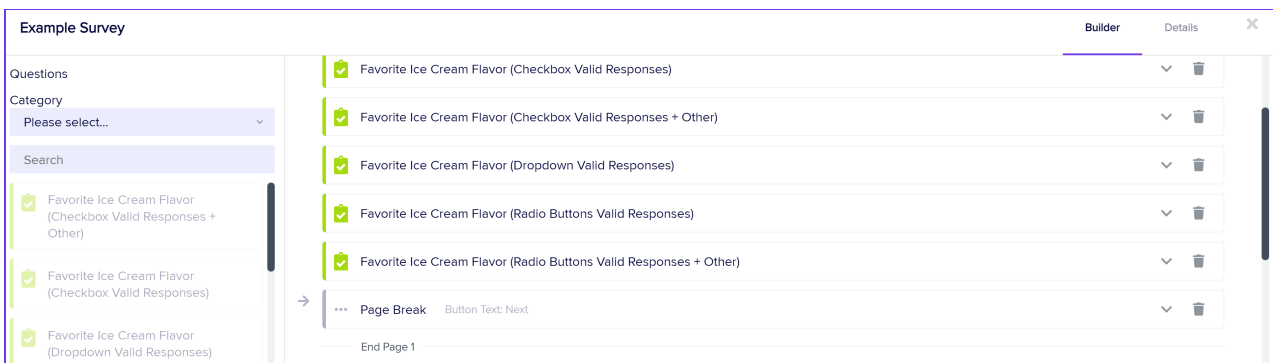 Example Survey
Builder
Details
Questions
Category
Please select...
Search
Favorite Ice Cream Flavor
(Checkbox Valid Responses +
Other)
Favorite Ice Cream Flavor
(Checkbox Valid Responses)
Favorite Ice Cream Flavor
(Dropdown Valid Responses)
Favorite Ice Cream Flavor (Checkbox Valid Responses)
Favorite Ice Cream Flavor (Checkbox Valid Responses + Other)
Favorite Ice Cream Flavor (Dropdown Valid Responses)
Favorite Ice Cream Flavor (Radio Buttons Valid Responses)
Favorite Ice Cream Flavor (Radio Buttons Valid Responses + Other)
Page Break Button Text: Next
End Page 1